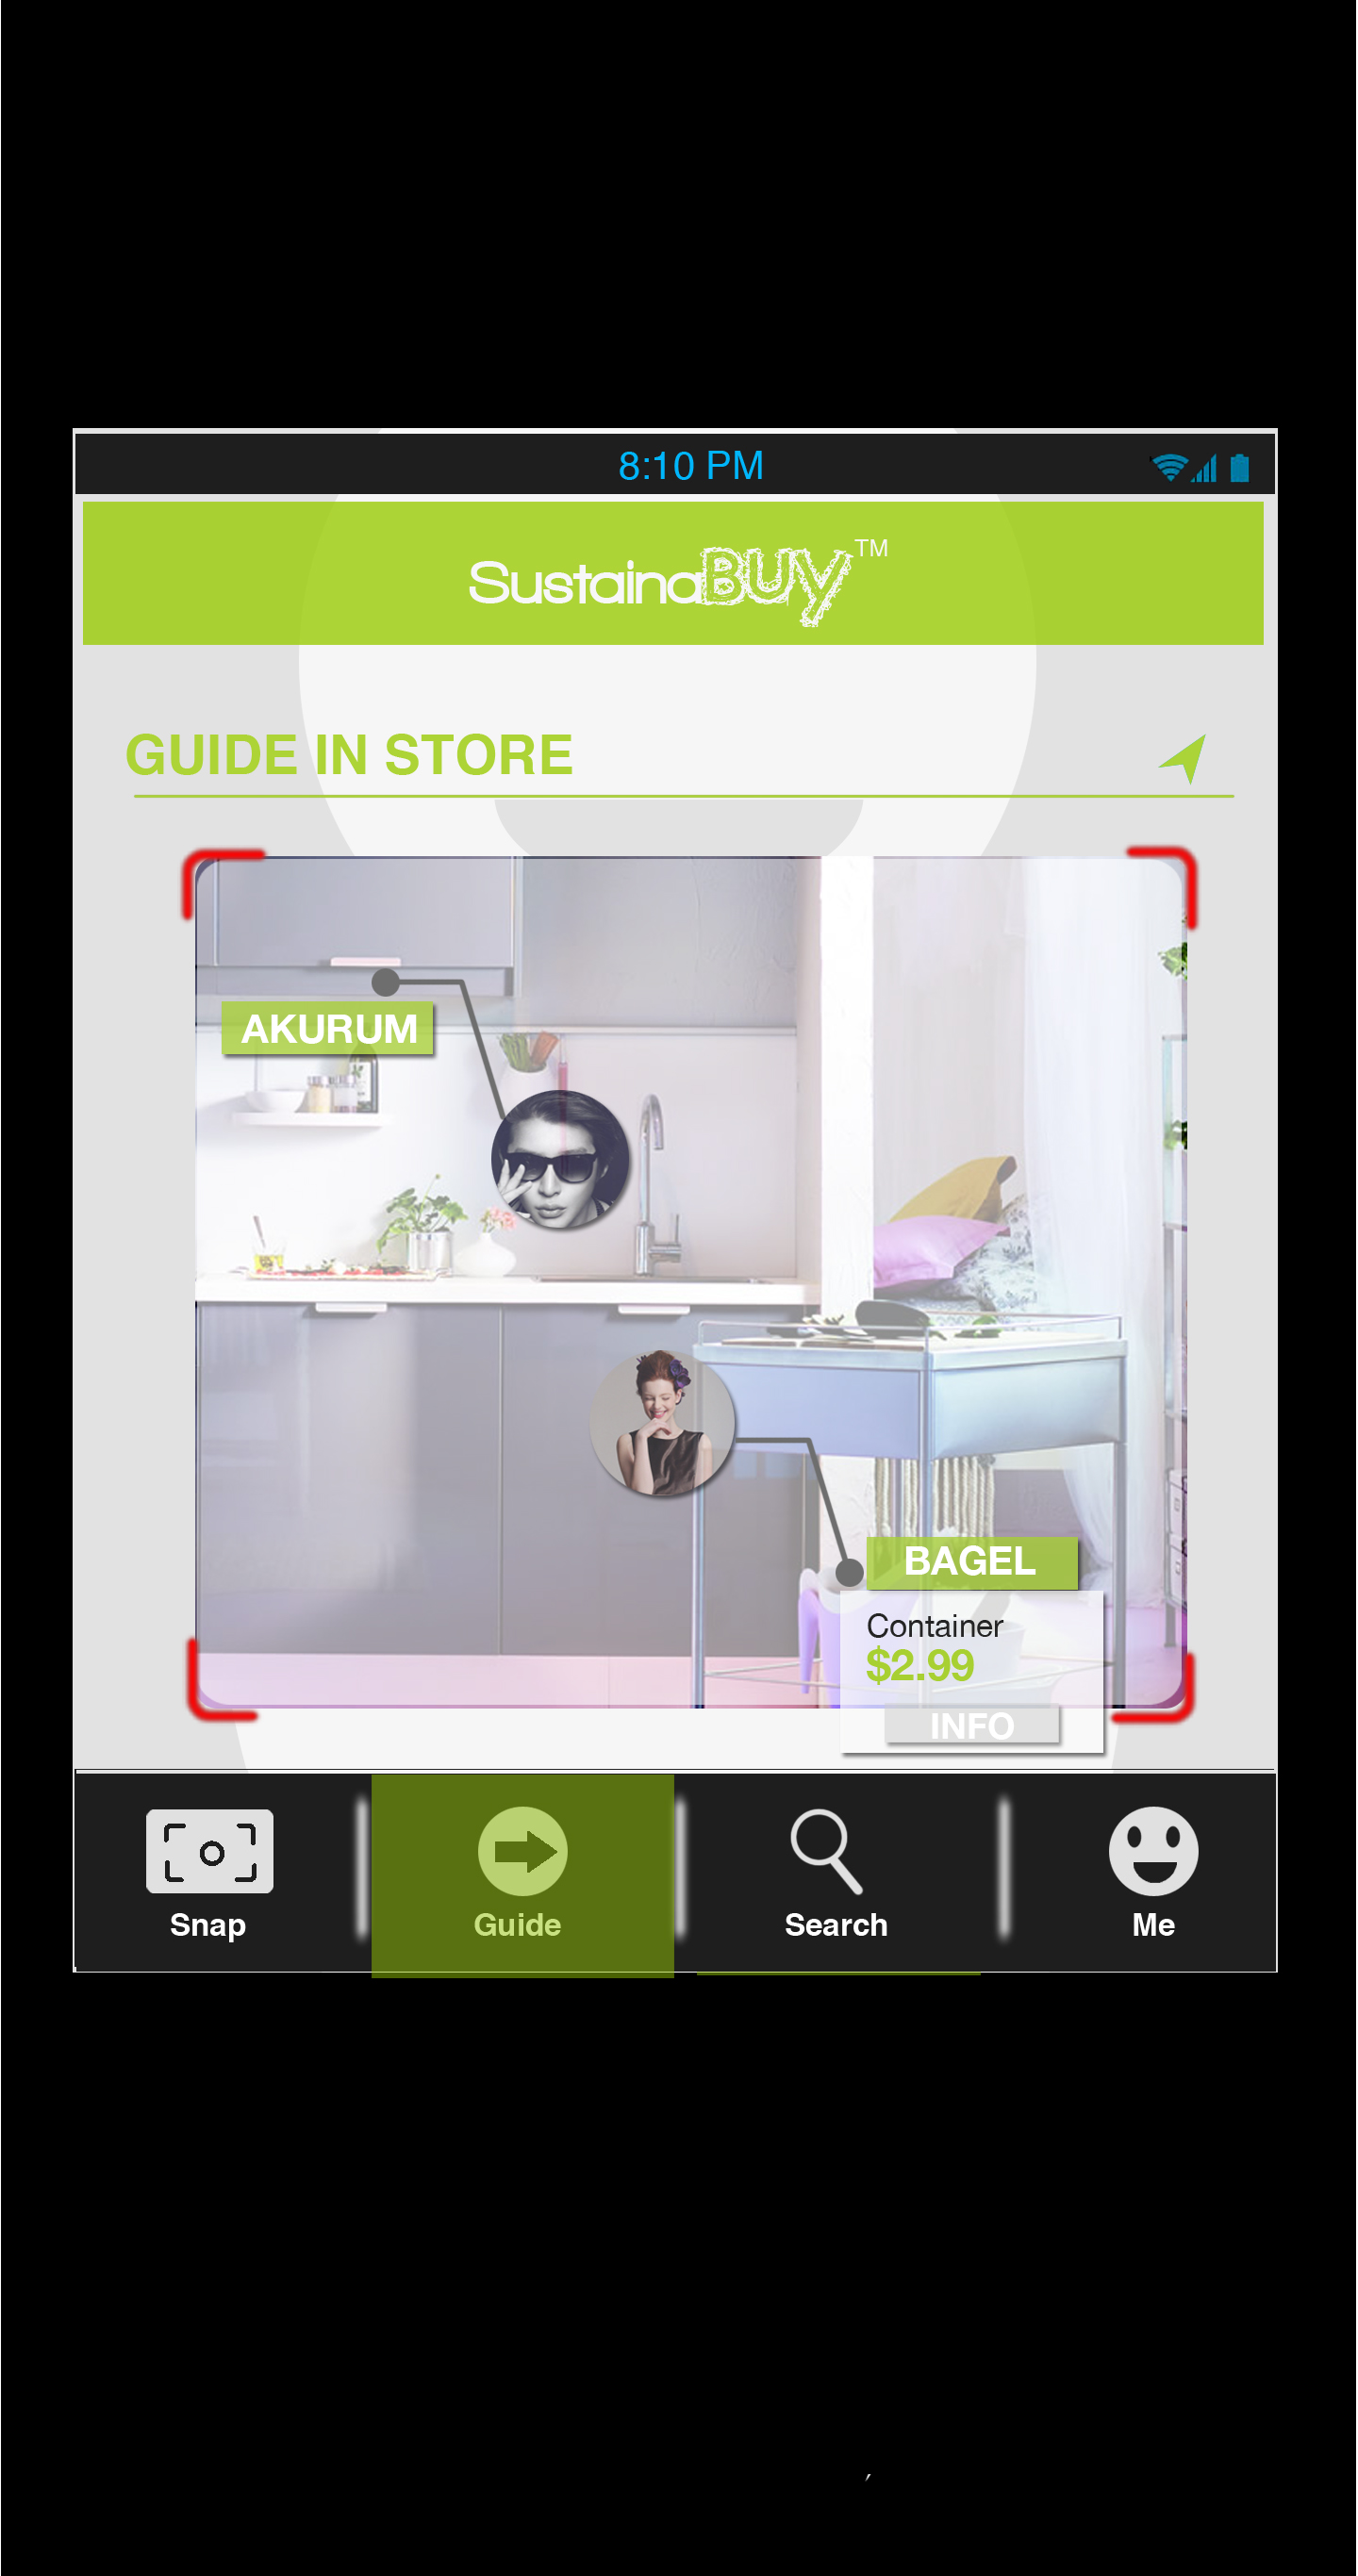 8:10 PM
SustainaBUY™
GUIDE IN STORE
AKURUM
BAGEL
Container
$2.99
INFO
Snap
Guide
Search
Me